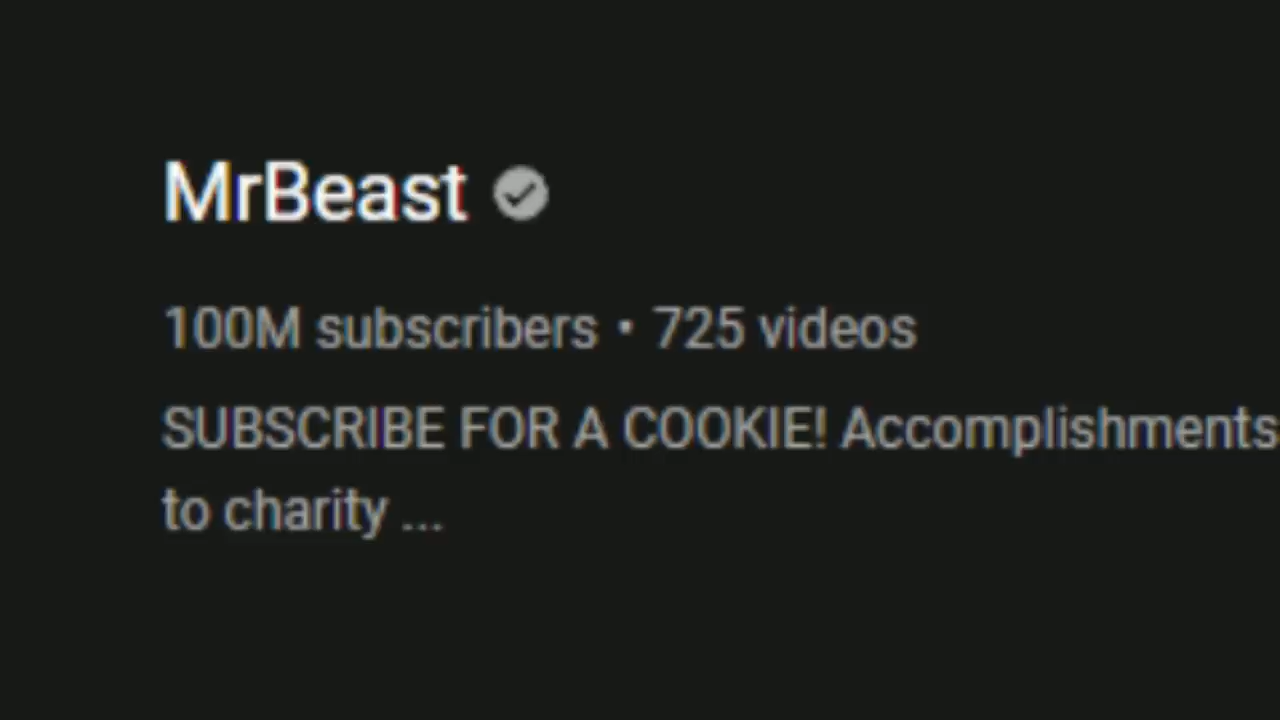 MrBeast
100M subscribers • 725 videos
SUBSCRIBE FOR A COOKIE! Accomplishments
to charity ...